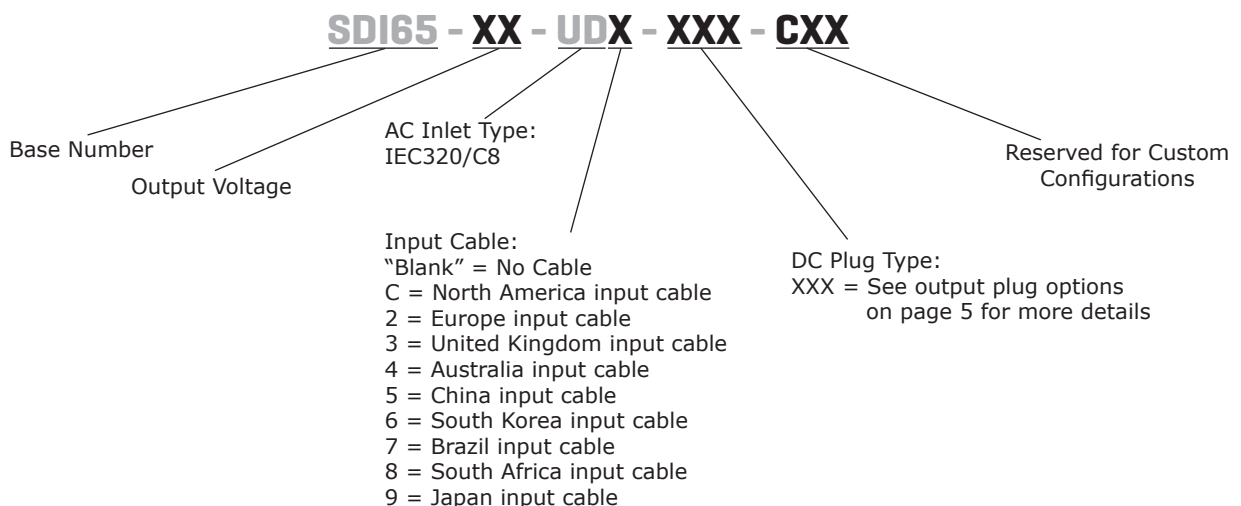 SDI65 - XX - UDX - XXX - CXX
Base Number
Output Voltage
AC Inlet Type:
IEC320/C8
Input Cable:
“Blank” = No Cable
C = North America input cable
2 = Europe input cable
3 = United Kingdom input cable
4 = Australia input cable
5 = China input cable
6 = South Korea input cable
7 = Brazil input cable
8 = South Africa input cable
9 = Japan input cable
DC Plug Type:
XXX = See output plug options
on page 5 for more details
Reserved for Custom
Configurations